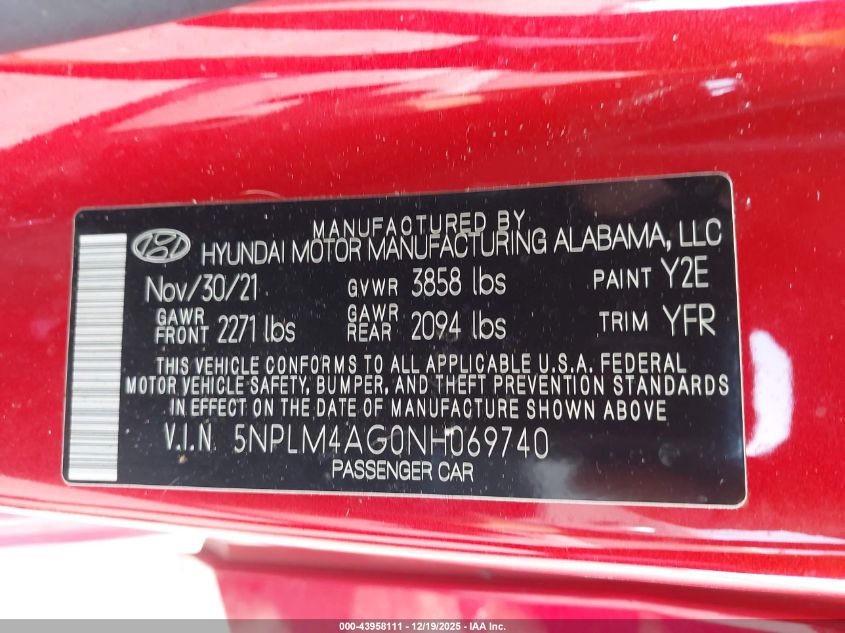 MANUFACTURED BY
HYUNDAI MOTOR MANUFACTURING ALABAMA, LLC
Nov/30/21 GVWR 3858 lbs PAINT Y2E
GAWR FRONT 2271 lbs GAWR REAR 2094 lbs TRIM YFR
THIS VEHICLE CONFORMS TO ALL APPLICABLE U.S.A. FEDERAL
MOTOR VEHICLE SAFETY, BUMPER, AND THEFT PREVENTION STANDARDS
IN EFFECT ON THE DATE OF MANUFACTURE SHOWN ABOVE
V.I.N 5NPLM4AG0NH069740
PASSENGER CAR
000-43958111 - 12/19/2025 - IAA Inc.